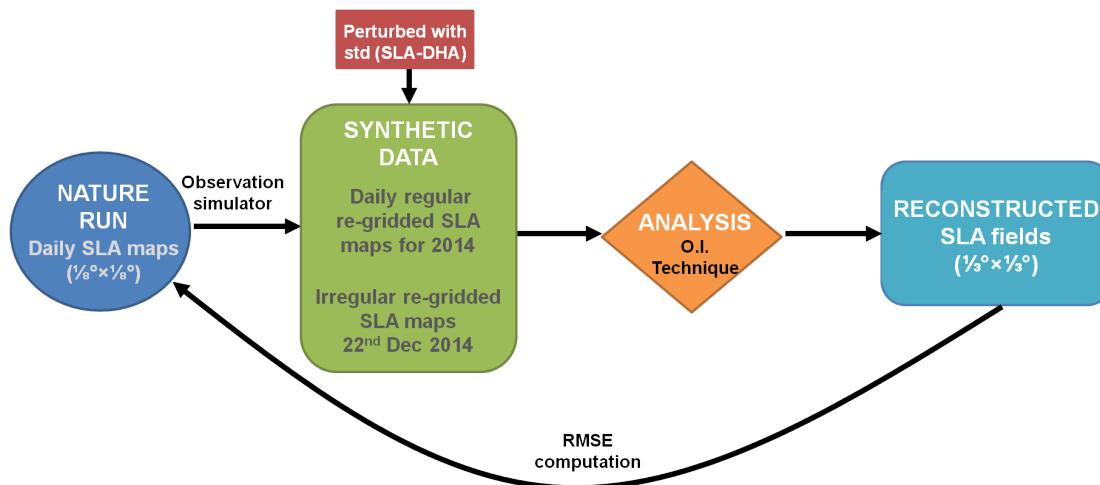 Perturbed with
std (SLA-DHA)
SYNTHETIC
DATA
Daily regular
re-gridded SLA
maps for 2014
Irregular re-gridded
SLA maps
22nd Dec 2014
NATURE
RUN
Daily SLA maps
(⅛°×⅛°)
Observation
simulator
ANALYSIS
O.I.
Technique
RECONSTRUCTED
SLA fields
(⅓°×⅓°)
RMSE
computation